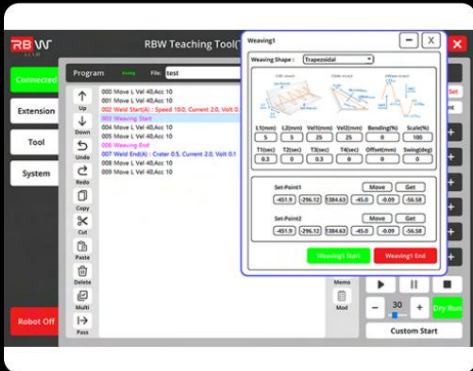 RBW
RBW Teaching Tool(
X
Connected
Extension
Tool
System
Robot Off
Program
File:
test
Up
Down
Undo
Redo
Copy
Cut
Paste
Delete
Multi
Pass
000 Move L Vel 40,Acc 10
001 Move L Vel 40,Acc 10
002 Weld Start(A) : Speed 10.0, Current 2.0, Volt 0.
003 Weaving Start
004 Move L Vel 40,Acc 10
005 Move L Vel 40,Acc 10
006 Weaving End
007 Weld End(A) : Crater 0.5, Current 2.0, Volt 0.1
008 Move L Vel 40,Acc 10
009 Move L Vel 40,Acc 10
Weaving1
X
Weaving Shape :
Trapezoidal
L1(mm) L2(mm) Vel1(mm) Vel2(mm) Bending(%) Scale(%)
5 5 25 25 0 100
T1(sec) T2(sec) T3(sec) T4(sec) Offset(mm) Swing(deg)
0.3 0 0.3 0 0 0
Set-Point1 Move Get
-451.9 -296.12 1384.63 -45.0 -0.09 -56.58
Set-Point2 Move Get
-451.9 -296.12 1384.63 -45.0 -0.09 -56.58
Weaving1 Start Weaving1 End
Set
Memo
Mod
- 30 +
Dry Run
Custom Start